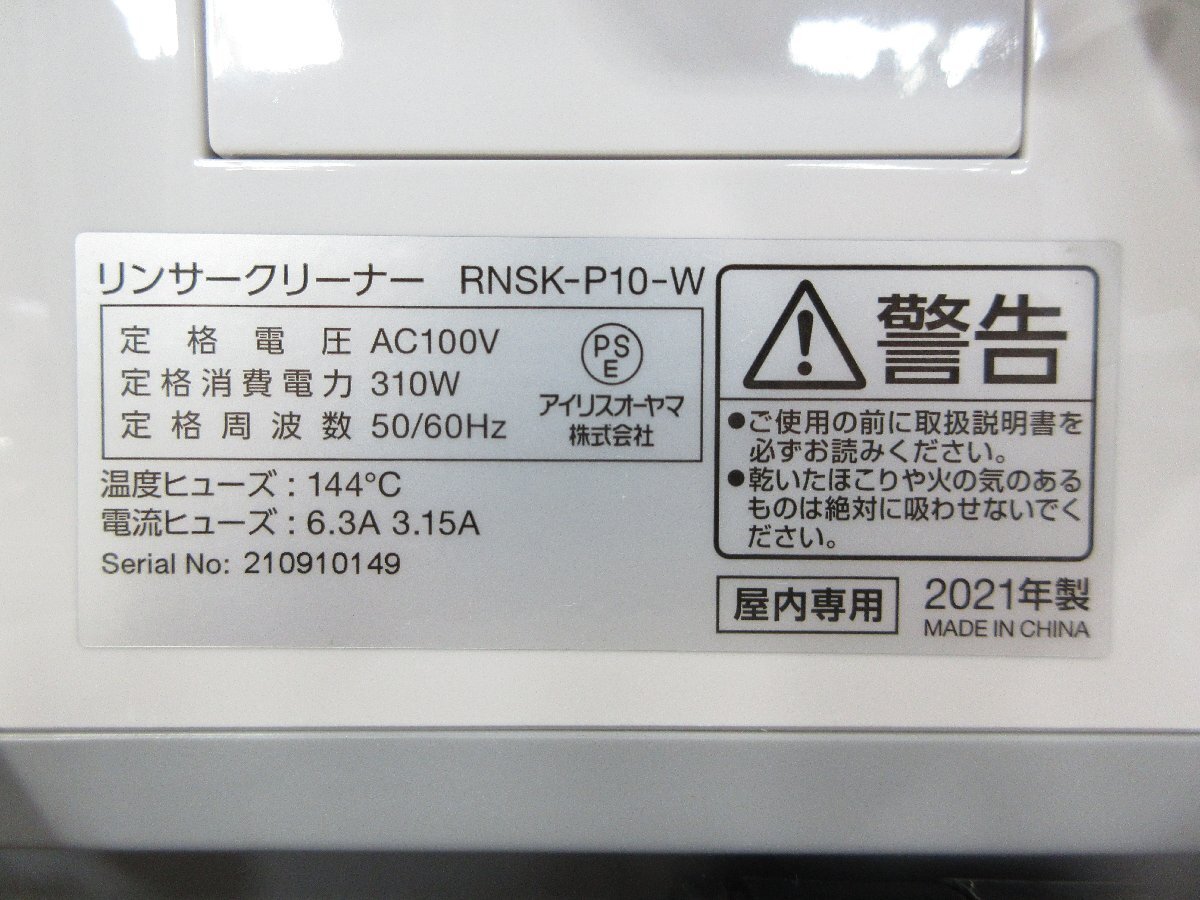 リンサークリーナー RNSK-P10-W
定格電圧 AC100V
定格消費電力 310W
定格周波数 50/60Hz
PS
E
アイリスオーヤマ
株式会社
温度ヒューズ：144℃
電流ヒューズ：6.3A 3.15A
Serial No: 210910149
警告
●ご使用の前に取扱説明書を
必ずお読みください。
●乾いたほこりや火の気のある
ものは絶対に吸わせないでく
ださい。
屋内専用
2021年製
MADE IN CHINA